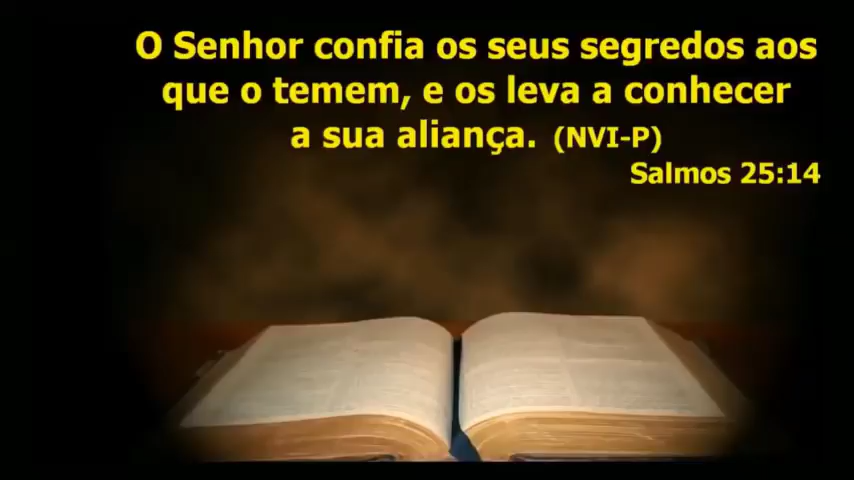 O Senhor confia os seus segredos aos
que o temem, e os leva a conhecer
a sua aliança. (NVI-P)
Salmos 25:14